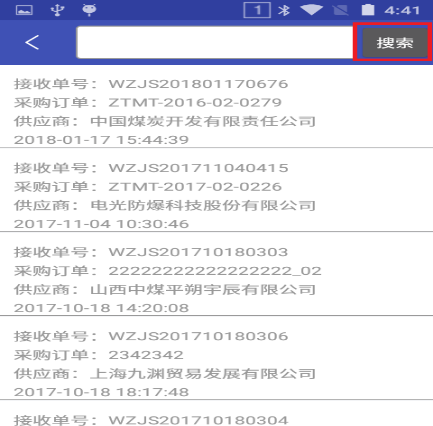 1 4:41
搜索
接收单号：WZJS201801170676
采购订单：ZTMT-2016-02-0279
供应商：中国煤炭开发有限责任公司
2018-01-17 15:44:39
接收单号：WZJS201711040415
采购订单：ZTMT-2017-02-0226
供应商：电光防爆科技股份有限公司
2017-11-04 10:30:46
接收单号：WZJS201710180303
采购订单：22222222222222222_02
供应商：山西中煤平朔宇辰有限公司
2017-10-18 14:20:08
接收单号：WZJS201710180306
采购订单：2342342
供应商：上海九渊贸易发展有限公司
2017-10-18 18:17:48
接收单号：WZJS201710180304